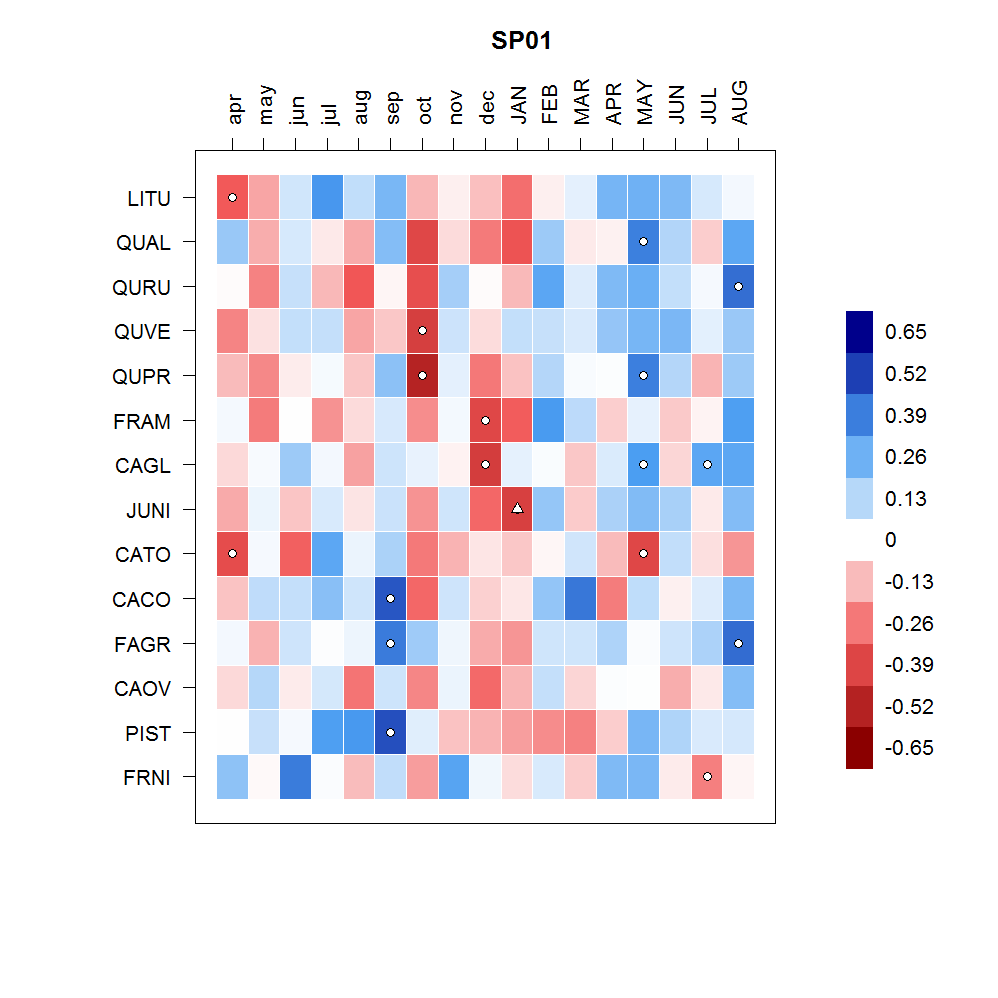 SP01
apr may jun jul aug sep oct nov dec JAN FEB MAR APR MAY JUN JUL AUG
LITU
QUAL
QURU
QUVE
QUPR
FRAM
CAGL
JUNI
CATO
CACO
FAGR
CAOV
PIST
FRNI
0.65
0.52
0.39
0.26
0.13
0
-0.13
-0.26
-0.39
-0.52
-0.65